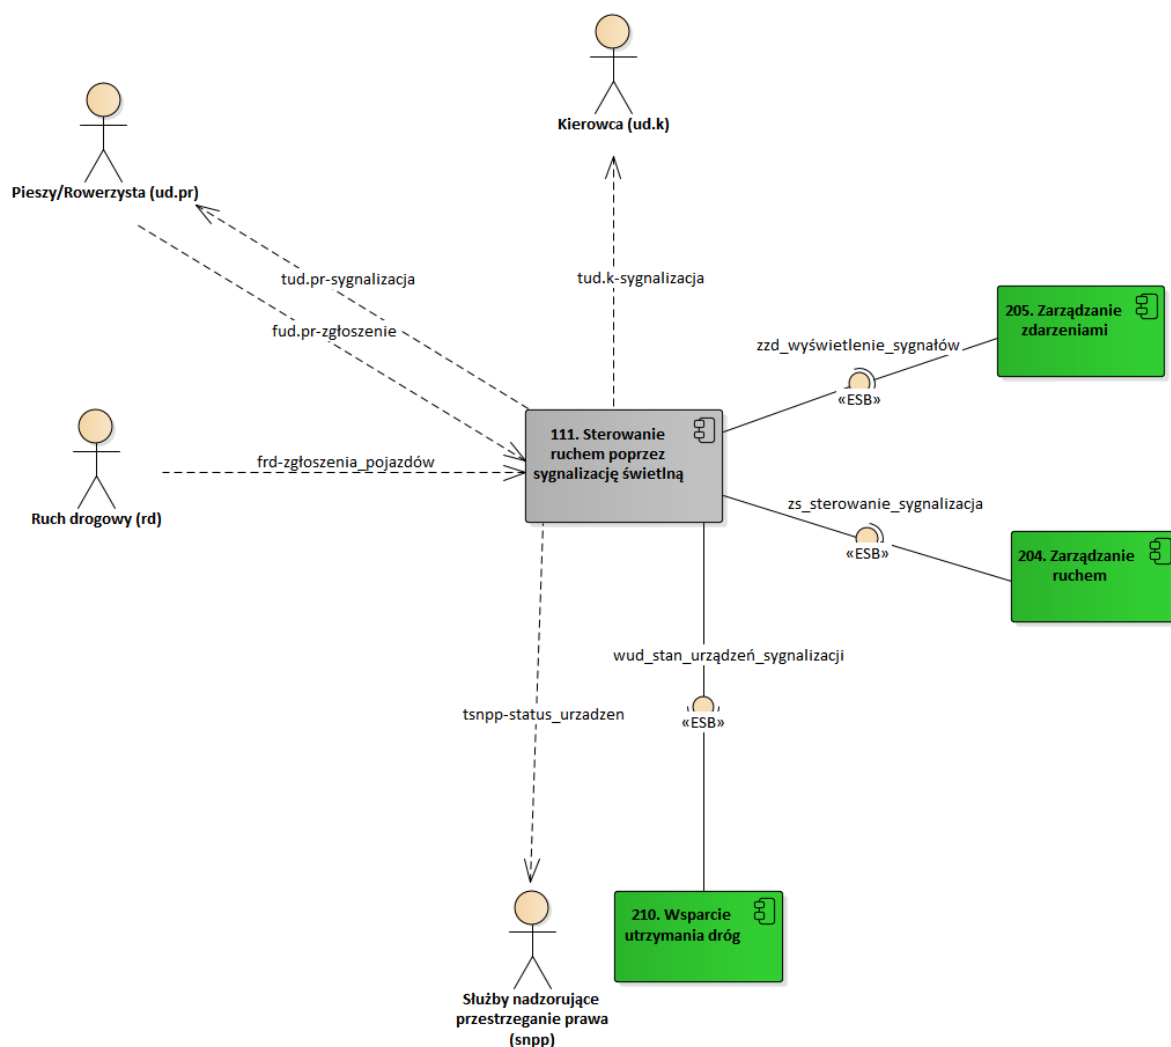 Kierowca (ud.k)
Pieszy/Rowerzysta (ud.pr)
tud.pr-sygnalizacja
tud.k-sygnalizacja
fud.pr-zgłoszenie
205. Zarządzanie
zdarzeniami
zzd_wyświetlenie_sygnałów
«ESB»
111. Sterowanie
ruchem poprzez
sygnalizację świetlną
frd-zgłoszenia_pojazdów
Ruch drogowy (rd)
zs_sterowanie_sygnalizacja
«ESB»
204. Zarządzanie
ruchem
wud_stan_urządzeń_sygnalizacji
tsnpp-status_urzadzen
«ESB»
210. Wsparcie
utrzymania dróg
Służby nadzorujące
przestrzeganie prawa
(snpp)